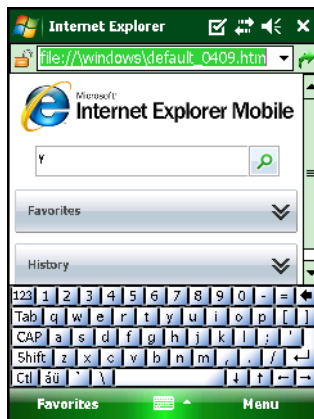 Internet Explorer
file://\windows\default_0409.htm
Microsoft
Internet Explorer Mobile
y
Favorites
History
123 1 2 3 4 5 6 7 8 9 0 - =
Tab q w e r t y u i o p [ ]
CAP a s d f g h j k l ; '
Shift z x c v b n m , . /
Ctl áü ` \
Favorites Menu